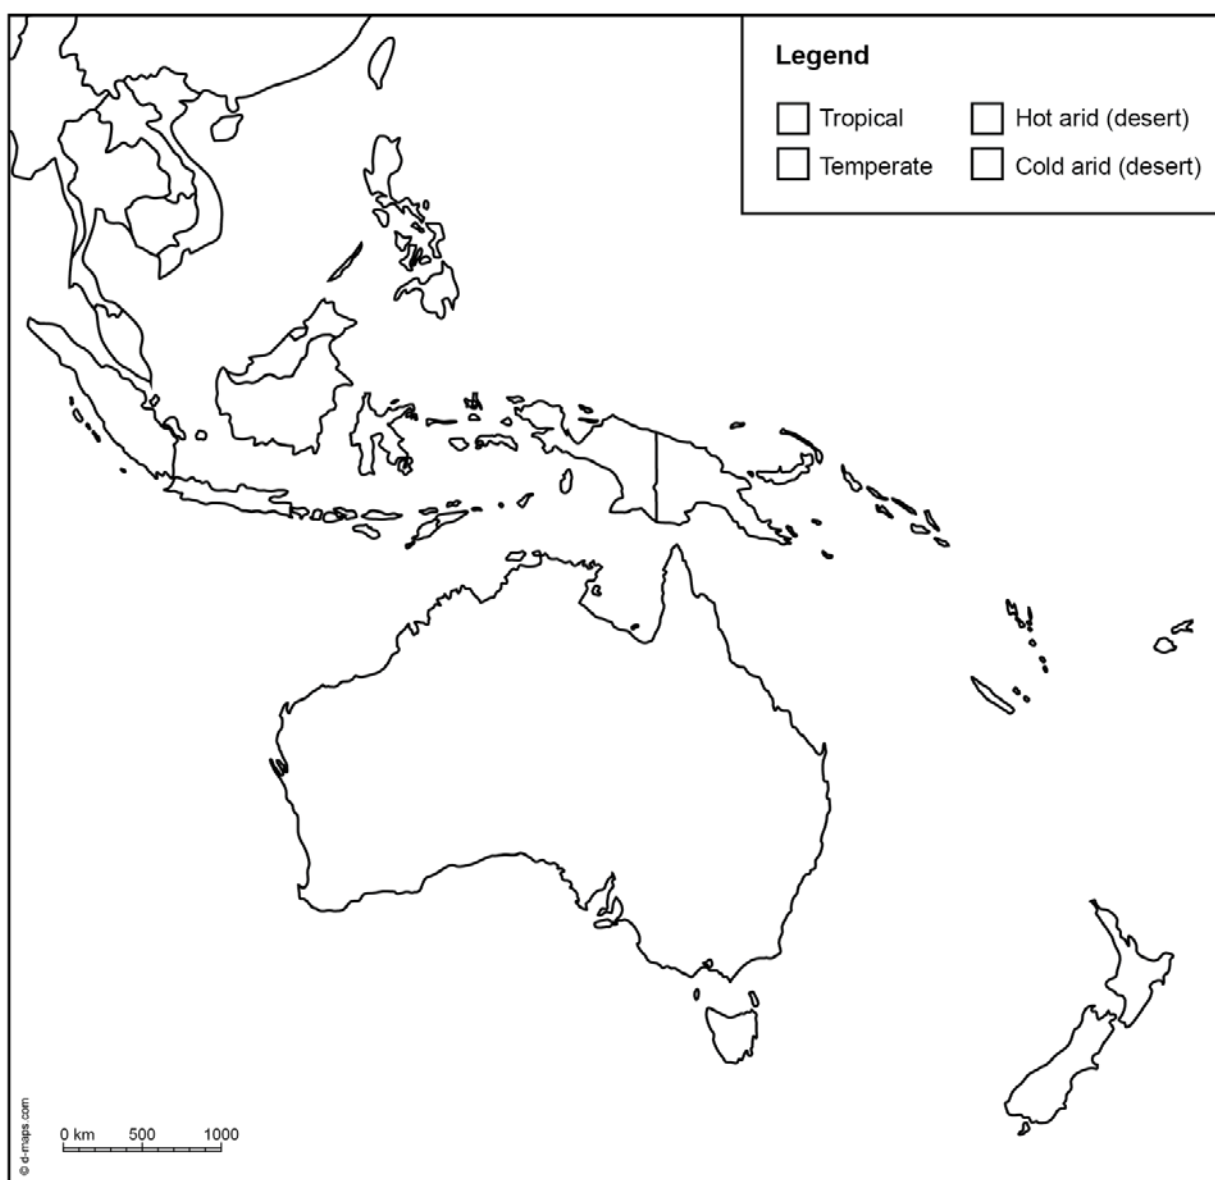 Legend
Tropical
Hot arid (desert)
Temperate
Cold arid (desert)
0 km 500 1000
© d-maps.com